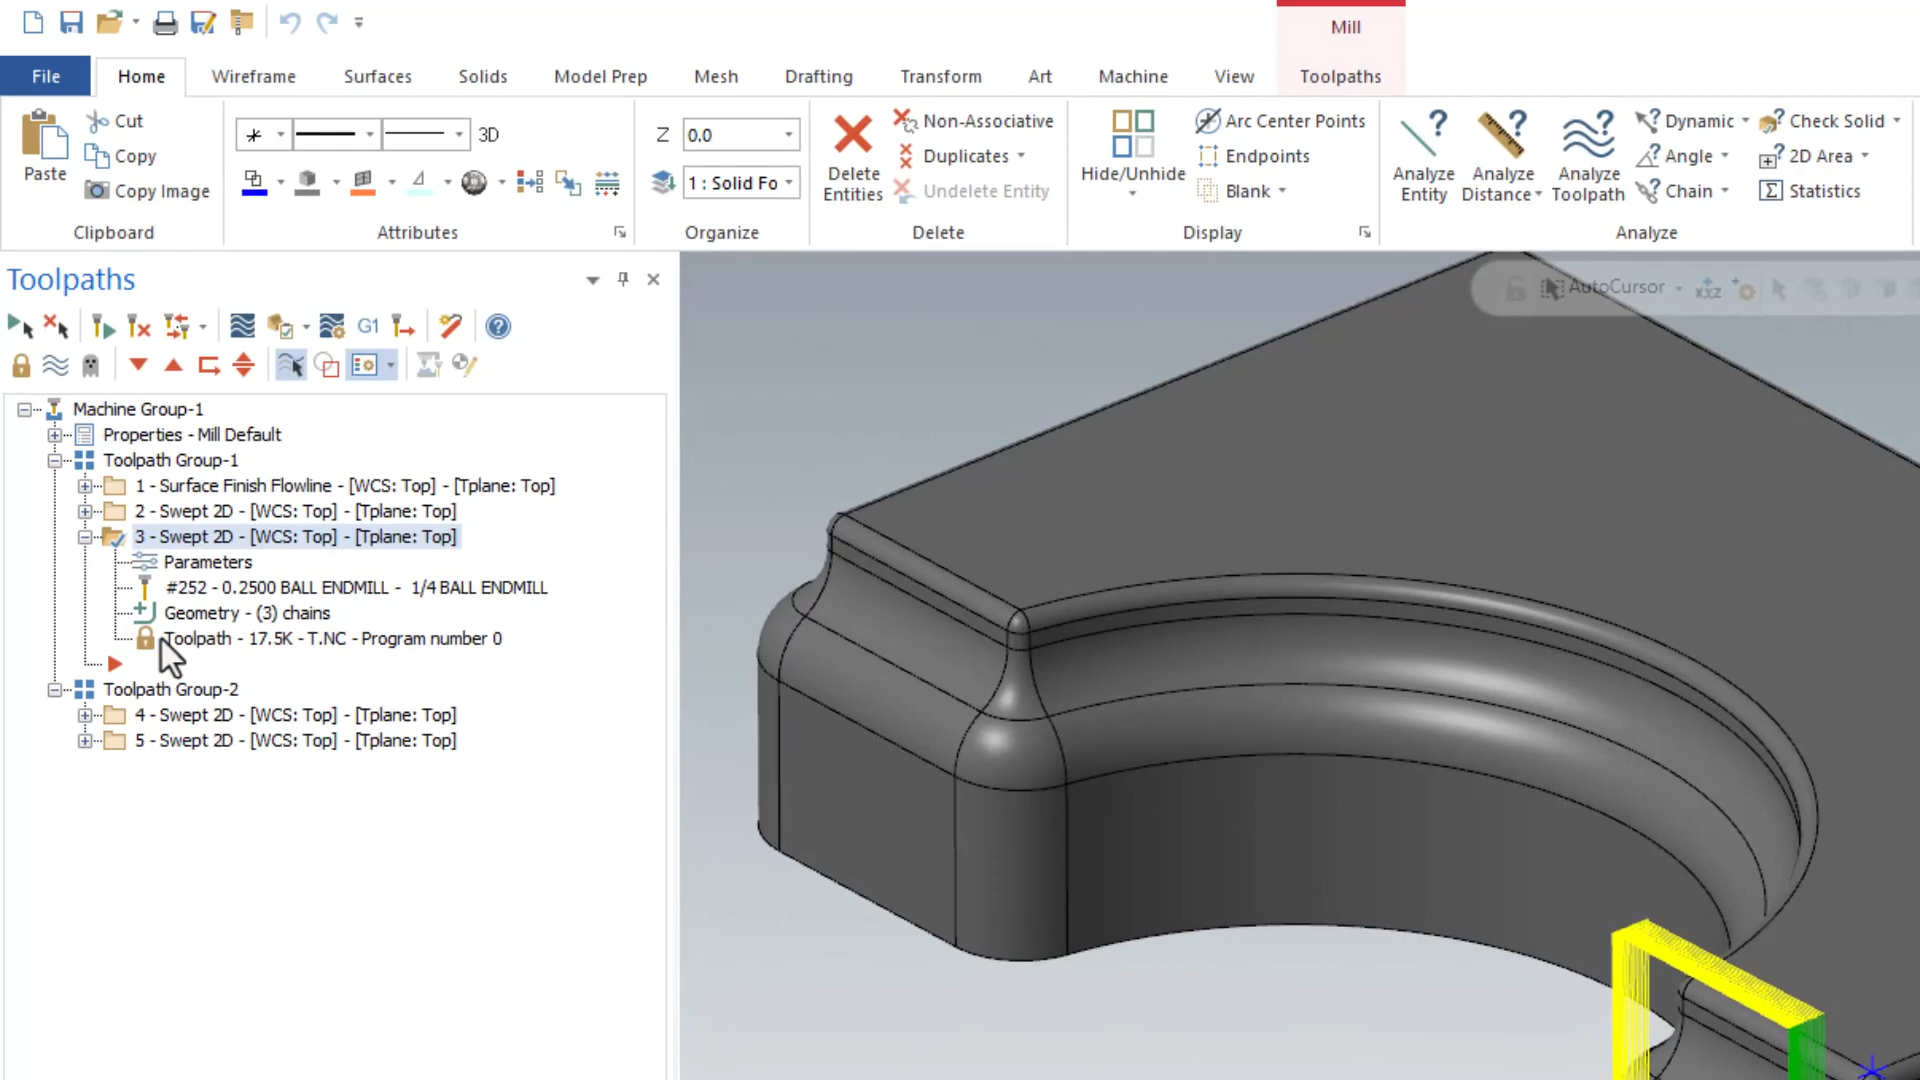 Mill
File Home Wireframe Surfaces Solids Model Prep Mesh Drafting Transform Art Machine View Toolpaths
Paste
Cut
Copy
Copy Image
Clipboard
3D
Attributes
Z 0.0
1 : Solid Fo
Organize
Delete
Entities
Non-Associative
Duplicates
Undelete Entity
Delete
Hide/Unhide
Arc Center Points
Endpoints
Blank
Display
Analyze
Entity
Analyze
Distance
Analyze
Toolpath
Dynamic
Angle
Chain
Check Solid
2D Area
Statistics
Analyze
Toolpaths
G1
AutoCursor
XYZ
Machine Group-1
Properties - Mill Default
Toolpath Group-1
1 - Surface Finish Flowline - [WCS: Top] - [Tplane: Top]
2 - Swept 2D - [WCS: Top] - [Tplane: Top]
3 - Swept 2D - [WCS: Top] - [Tplane: Top]
Parameters
#252 - 0.2500 BALL ENDMILL - 1/4 BALL ENDMILL
Geometry - (3) chains
Toolpath - 17.5K - T.NC - Program number 0
Toolpath Group-2
4 - Swept 2D - [WCS: Top] - [Tplane: Top]
5 - Swept 2D - [WCS: Top] - [Tplane: Top]